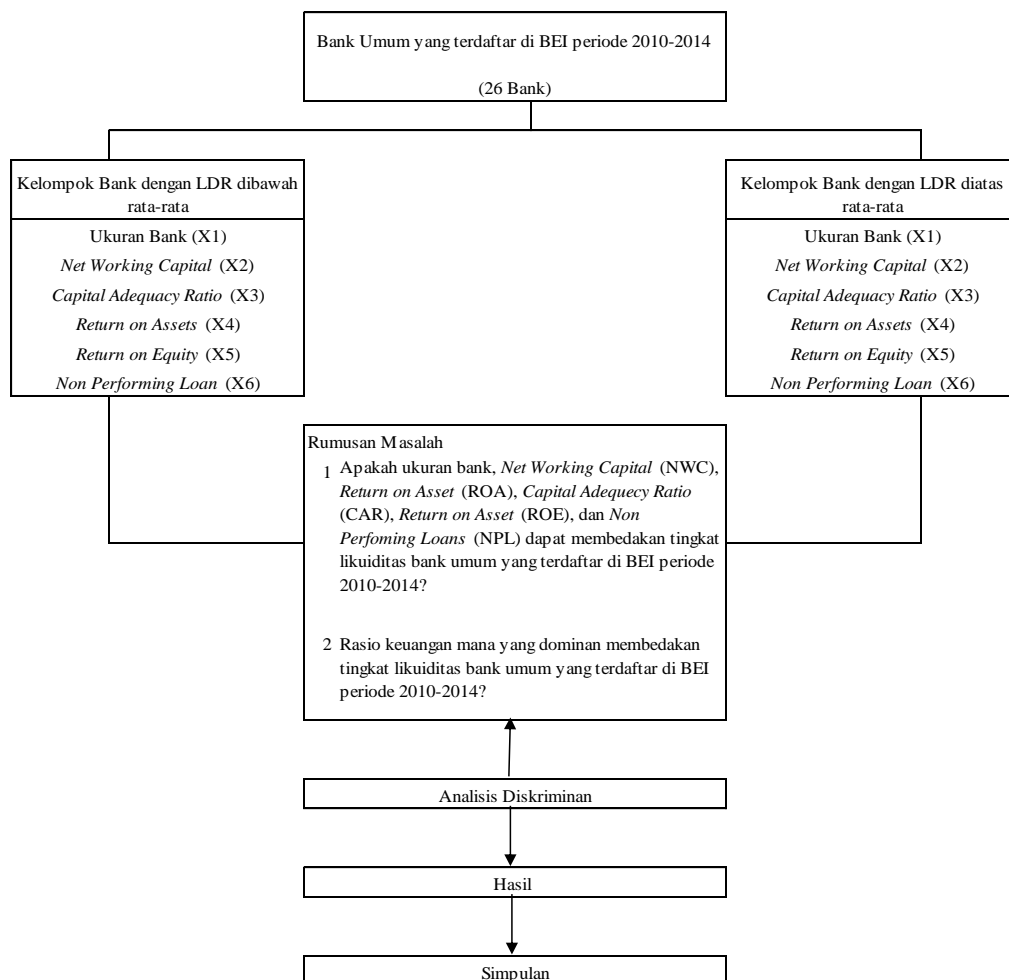 Bank Umum yang terdaftar di BEI periode 2010-2014
(26 Bank)
Kelompok Bank dengan LDR dibawah
rata-rata
Ukuran Bank (X1)
Net Working Capital (X2)
Capital Adequacy Ratio (X3)
Return on Assets (X4)
Return on Equity (X5)
Non Performing Loan (X6)
Kelompok Bank dengan LDR diatas
rata-rata
Ukuran Bank (X1)
Net Working Capital (X2)
Capital Adequacy Ratio (X3)
Return on Assets (X4)
Return on Equity (X5)
Non Performing Loan (X6)
Rumusan Masalah
1 Apakah ukuran bank, Net Working Capital (NWC),
Return on Asset (ROA), Capital Adequecy Ratio
(CAR), Return on Asset (ROE), dan Non
Perfoming Loans (NPL) dapat membedakan tingkat
likuiditas bank umum yang terdaftar di BEI periode
2010-2014?
2 Rasio keuangan mana yang dominan membedakan
tingkat likuiditas bank umum yang terdaftar di BEI
periode 2010-2014?
Analisis Diskriminan
Hasil
Simpulan